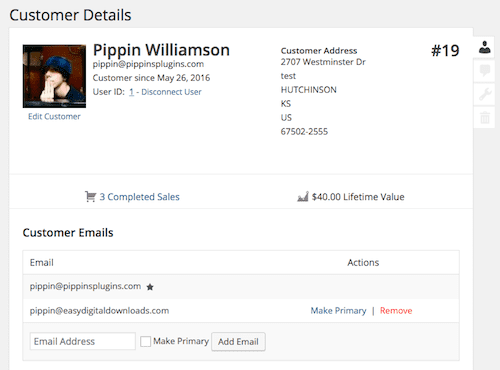 Customer Details
Pippin Williamson
pippin@pippinsplugins.com
Customer since May 26, 2016
User ID: 1 - Disconnect User
Edit Customer
Customer Address
2707 Westminster Dr
test
HUTCHINSON
KS
US
67502-2555
#19
3 Completed Sales
$40.00 Lifetime Value
Customer Emails
Email Actions
pippin@pippinsplugins.com
pippin@easydigitaldownloads.com Make Primary | Remove
Email Address Make Primary Add Email